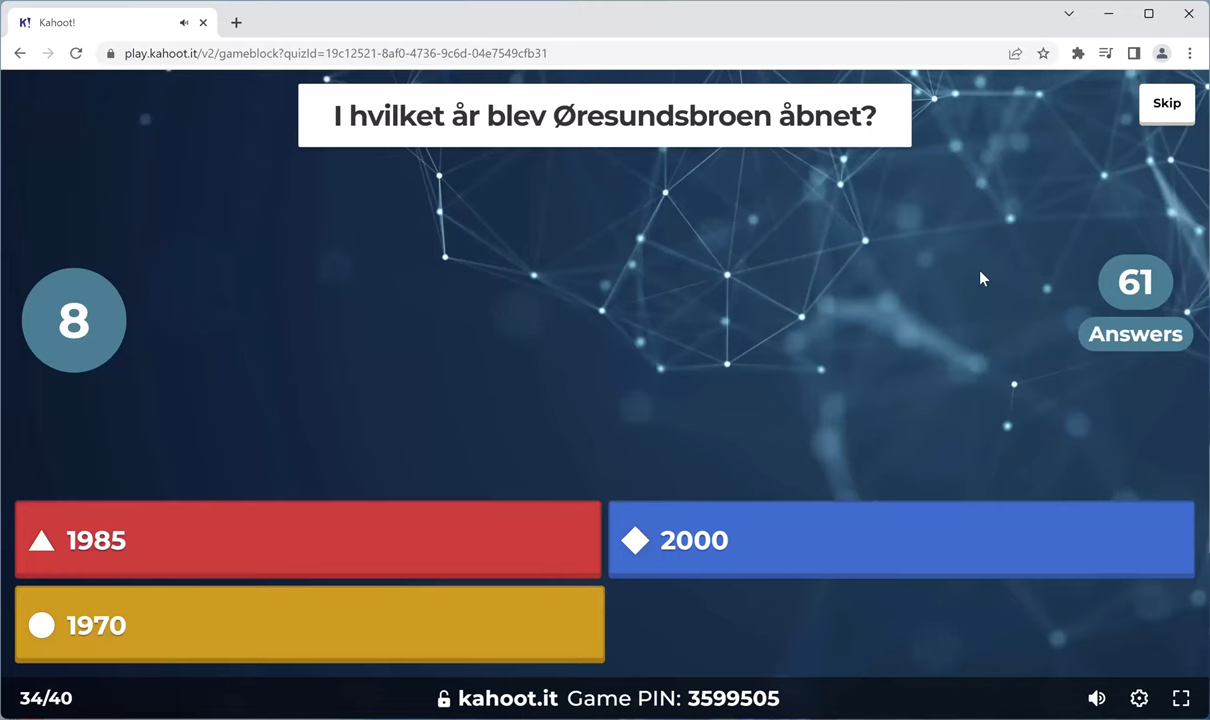 Kahoot!
play.kahoot.it/v2/gameblock?quizId=19c12521-8af0-4736-9c6d-04e7549cfb31
I hvilket år blev Øresundsbroen åbnet?
Skip
8
61
Answers
1985
2000
1970
34/40
kahoot.it Game PIN: 3599505